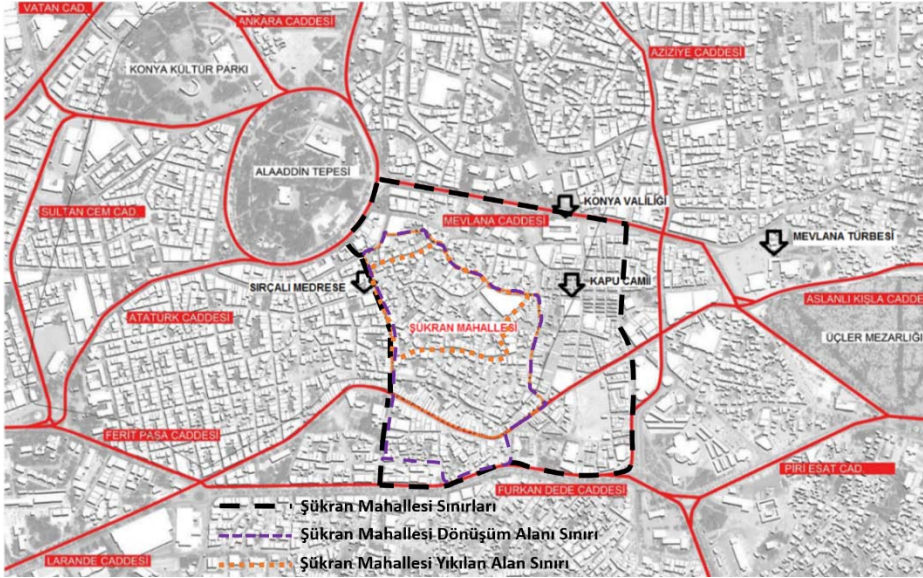 VATAN CAD.
ANKARA CADDESİ
AZİZİYE CADDESİ
KONYA KÜLTÜR PARKI
ALAADDİN TEPESİ
KONYA VALİLİĞİ
SULTAN CEM CAD.
MEVLANA CADDESİ
MEVLANA TÜRBESİ
SIRÇALI MEDRESE
KAPU CAMİİ
ASLANLI KIŞLA CADDE
ATATÜRK CADDESİ
ŞÜKRAN MAHALLESİ
ÜÇLER MEZARLIĞI
FERİT PAŞA CADDESİ
PİRİ ESAT CAD.
FURKAN DEDE CADDESİ
Şükran Mahallesi Sınırları
Şükran Mahallesi Dönüşüm Alanı Sınırı
LARANDE CADDESİ
Şükran Mahallesi Yıkılan Alan Sınırı